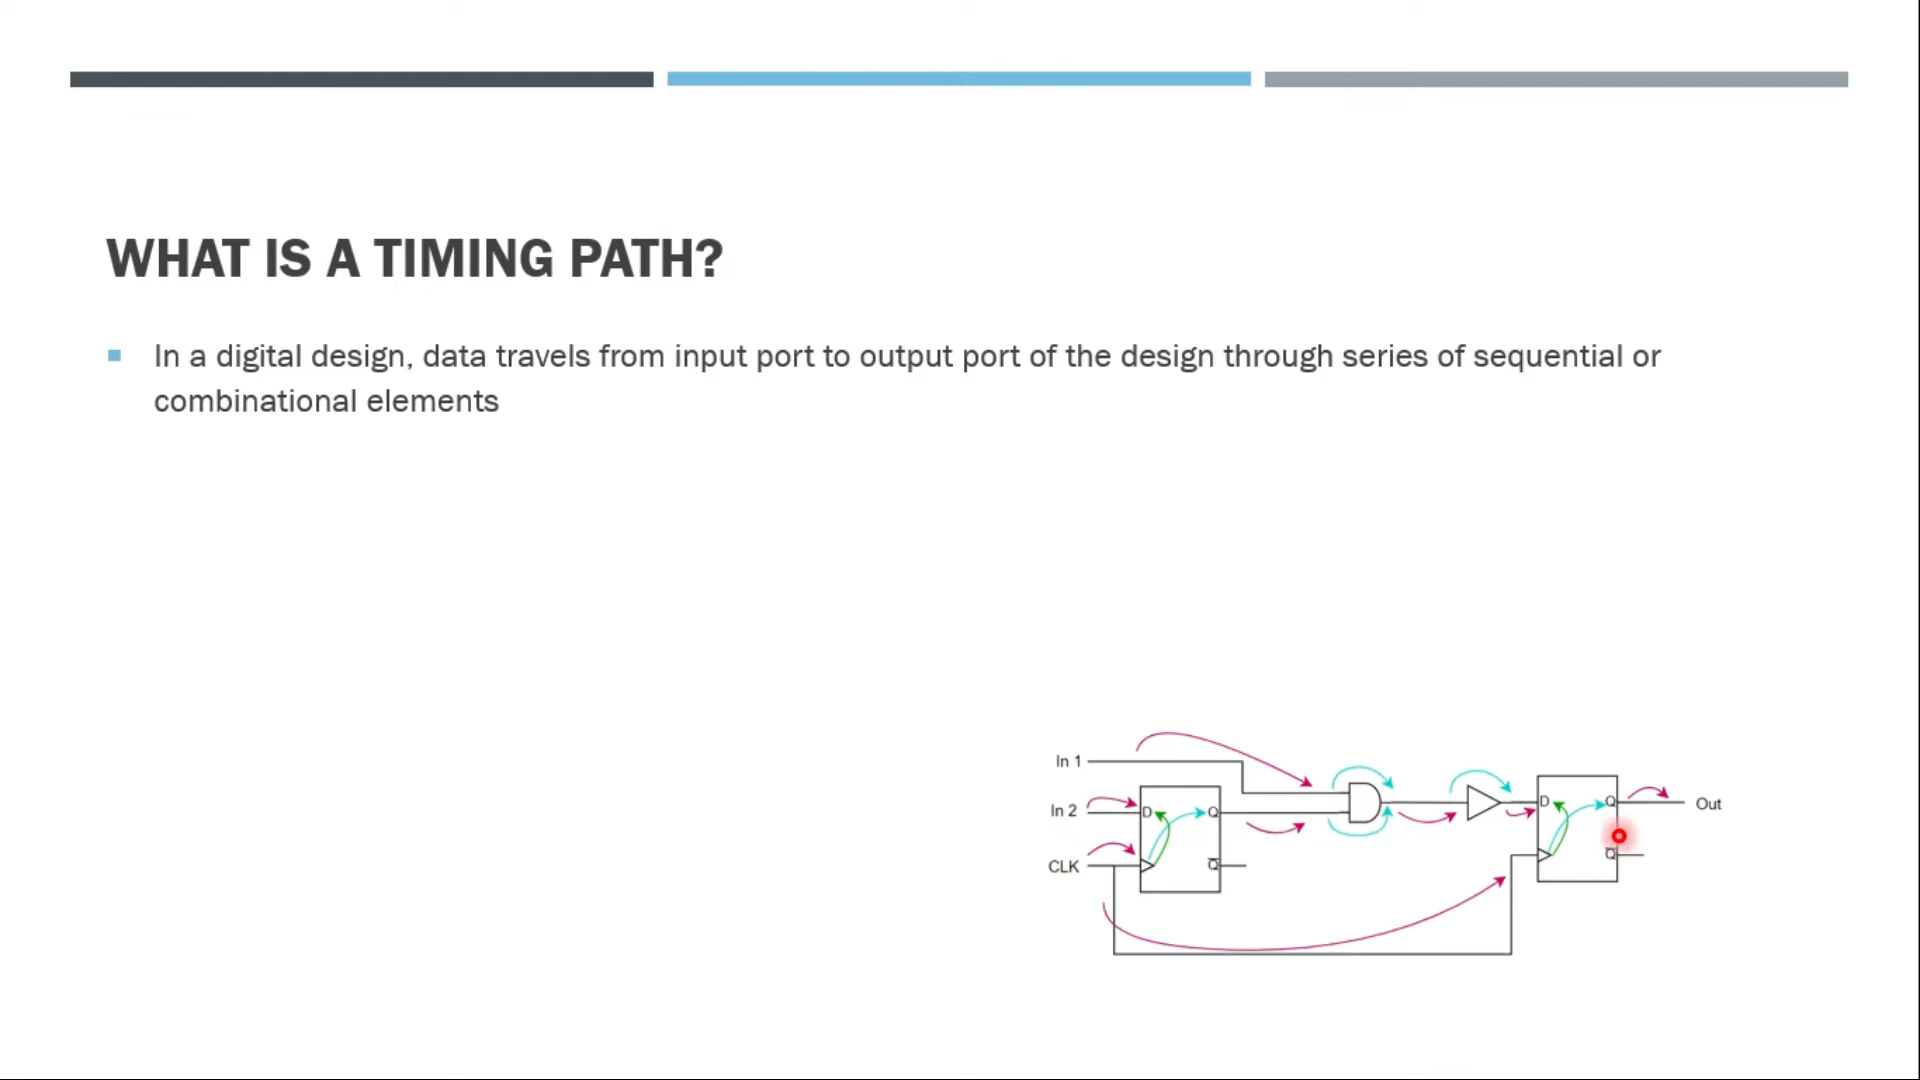 WHAT IS A TIMING PATH?
In a digital design, data travels from input port to output port of the design through series of sequential or
combinational elements
In 1
In 2
D
Q
CLK
Q̅
D
Q
Out
Q̅